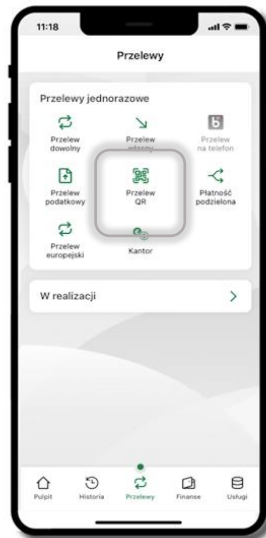 11:18
Przelewy
Przelewy jednorazowe
Przelew
dowolny
Przelew
własny
Przelew
na telefon
Przelew
podatkowy
Przelew
QR
Płatność
podzielona
Przelew
europejski
Kantor
W realizacji
Pulpit
Historia
Przelewy
Finanse
Usługi